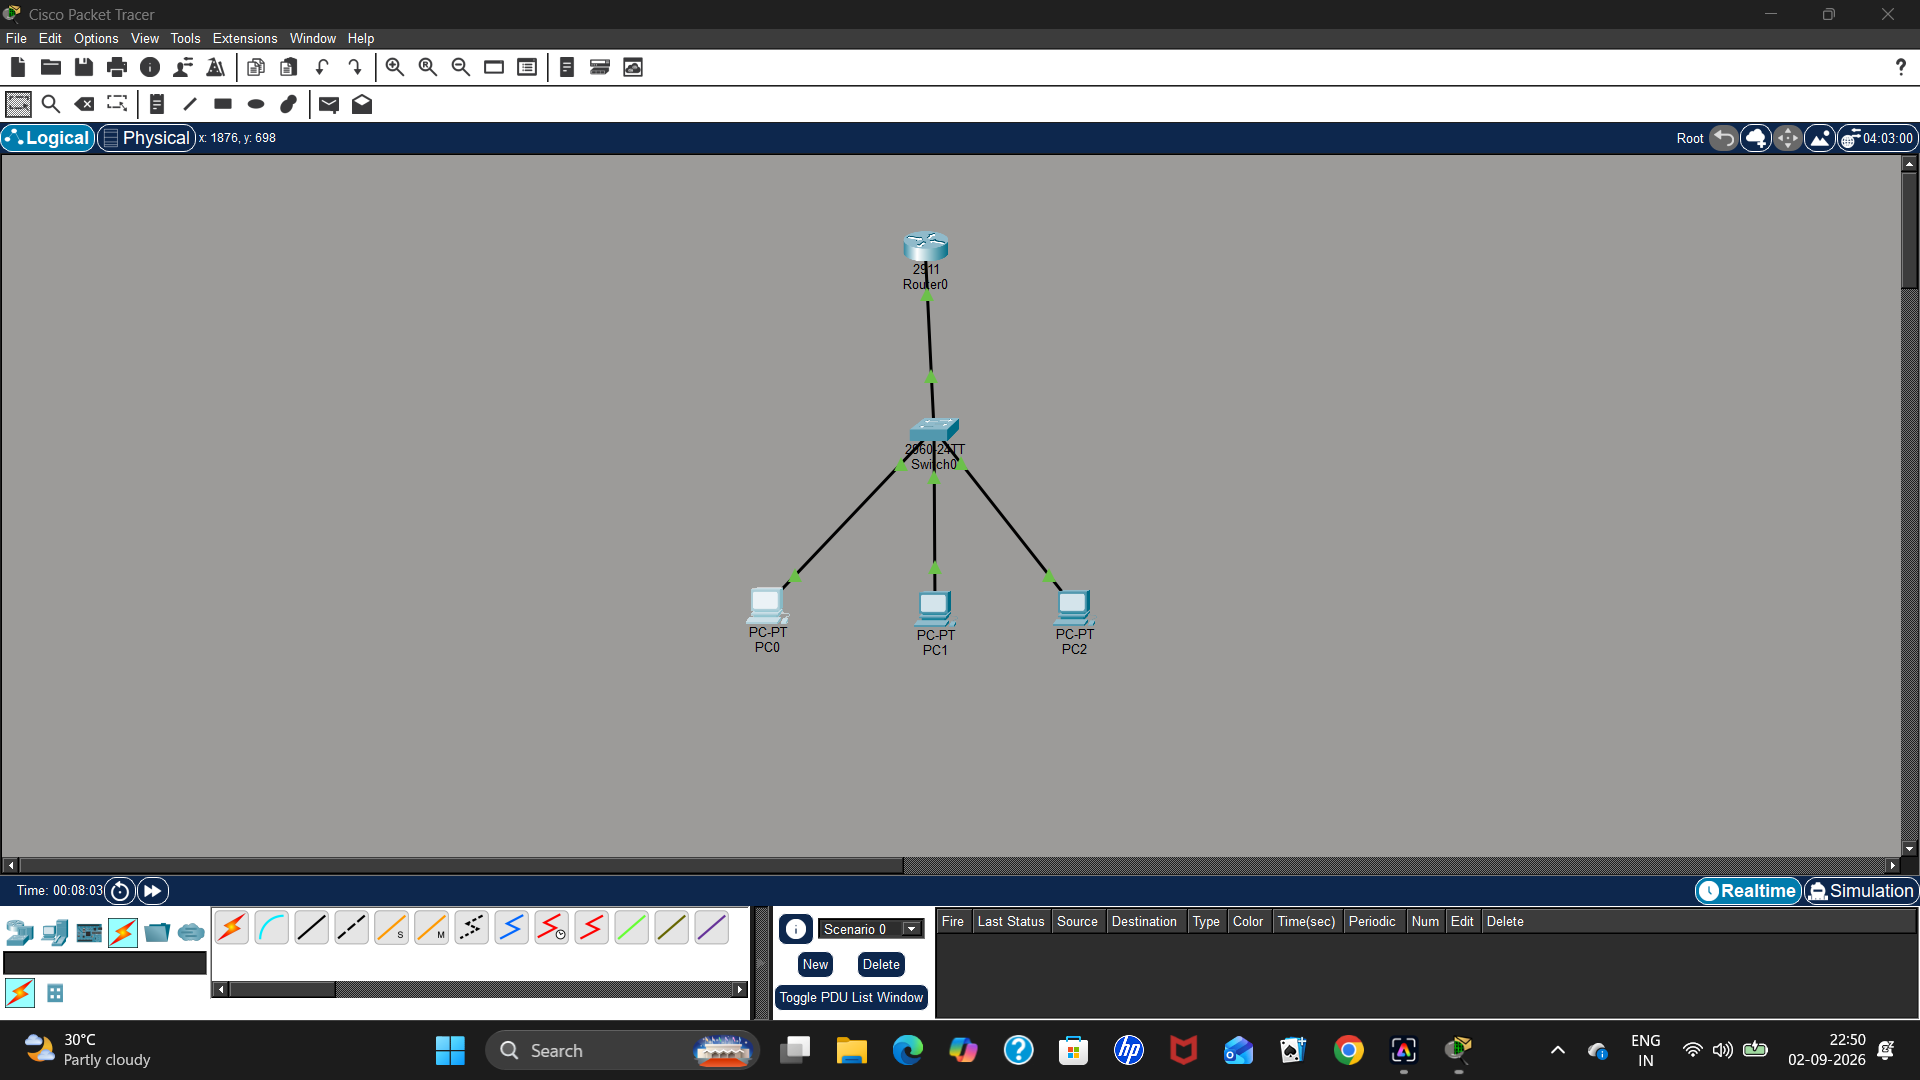 Cisco Packet Tracer
File Edit Options View Tools Extensions Window Help
?
Logical Physical x: 1876, y: 698 Root 04:03:00
2911
Router0
2960-24TT
Switch0
PC-PT
PC0
PC-PT
PC1
PC-PT
PC2
Time: 00:08:03 Realtime Simulation
S M
Scenario 0
New Delete
Toggle PDU List Window
Fire Last Status Source Destination Type Color Time(sec) Periodic Num Edit Delete
30°C
Partly cloudy
Search
hp
ENG
IN
22:50
02-09-2026